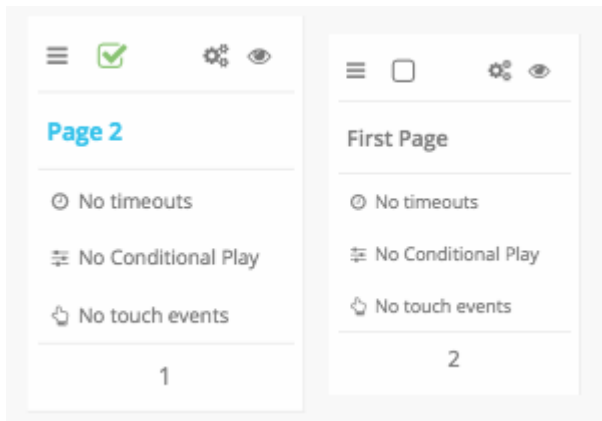 Page 2
No timeouts
No Conditional Play
No touch events
1
First Page
No timeouts
No Conditional Play
No touch events
2